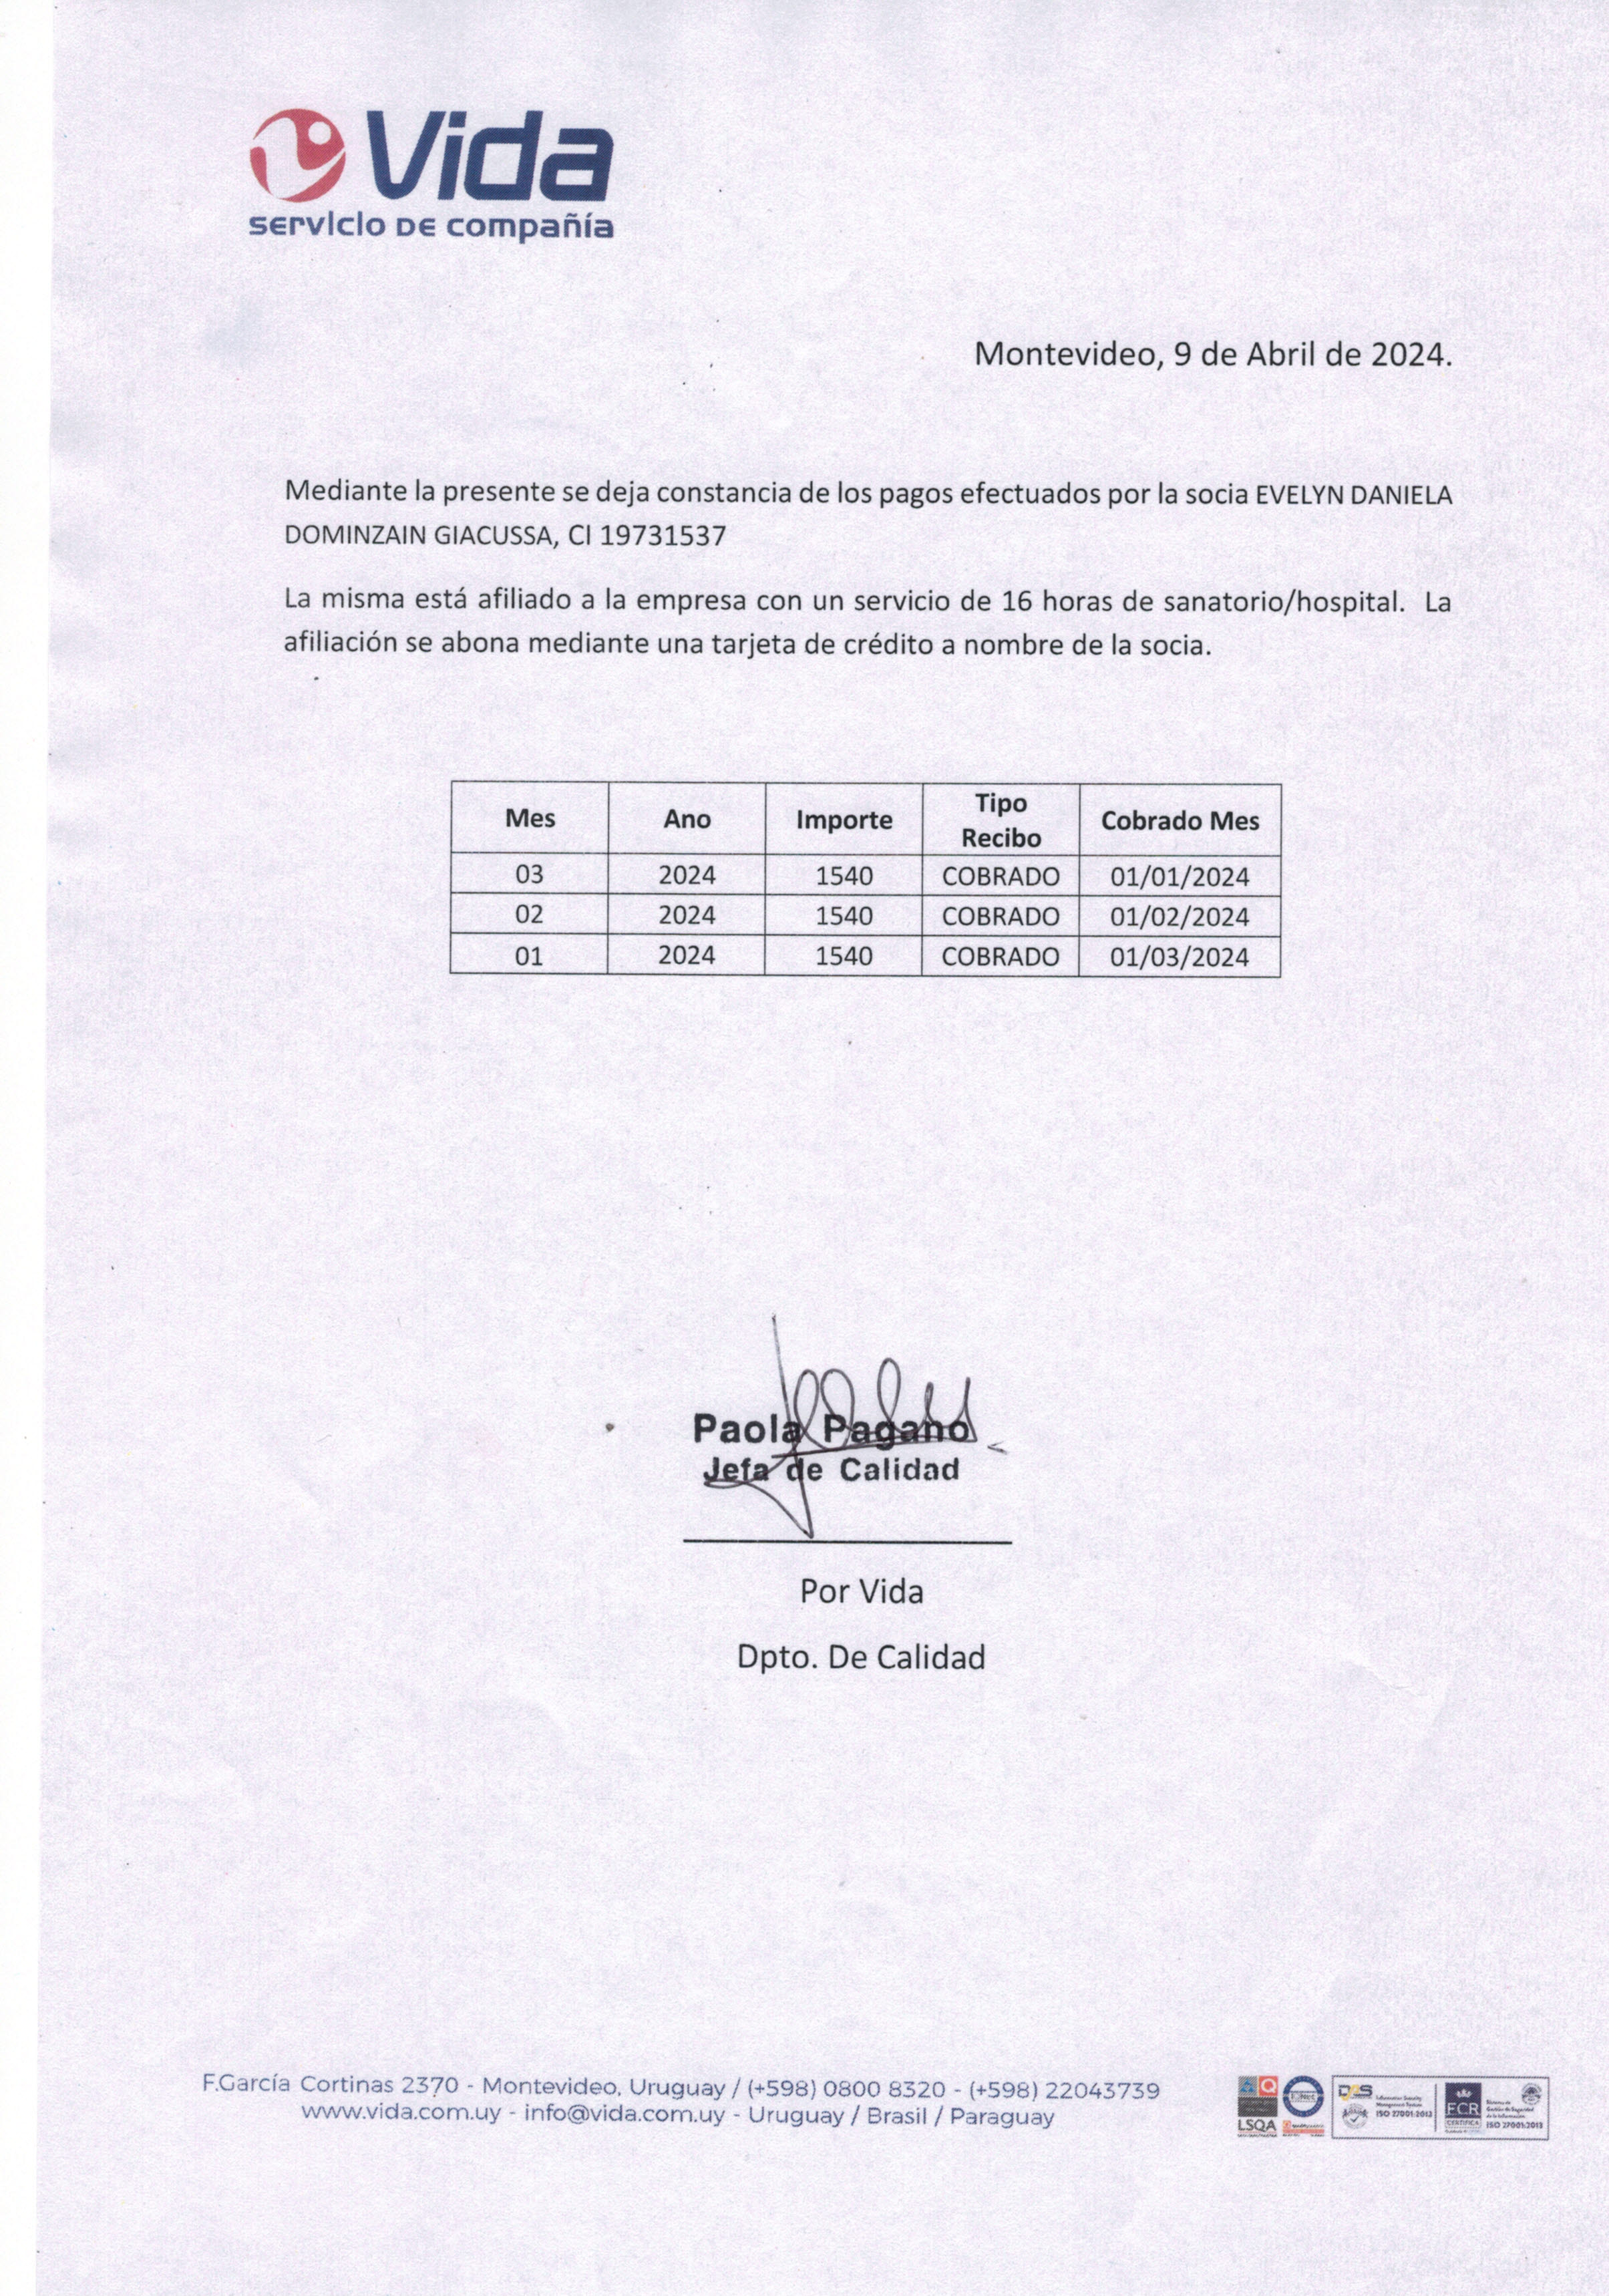 Vida
servicio de compañía
Montevideo, 9 de Abril de 2024.
Mediante la presente se deja constancia de los pagos efectuados por la socia EVELYN DANIELA
DOMINZAIN GIACUSSA, CI 19731537
La misma está afiliado a la empresa con un servicio de 16 horas de sanatorio/hospital. La
afiliación se abona mediante una tarjeta de crédito a nombre de la socia.
Mes Ano Importe Tipo Recibo Cobrado Mes
03 2024 1540 COBRADO 01/01/2024
02 2024 1540 COBRADO 01/02/2024
01 2024 1540 COBRADO 01/03/2024
Paola Pagano
Jefa de Calidad
Por Vida
Dpto. De Calidad
F.García Cortinas 2370 - Montevideo, Uruguay / (+598) 0800 8320 - (+598) 22043739
www.vida.com.uy - info@vida.com.uy - Uruguay / Brasil / Paraguay
LSQA
ISO 27001:2013
FCR
CERTIFICA
ISO 27001:2013